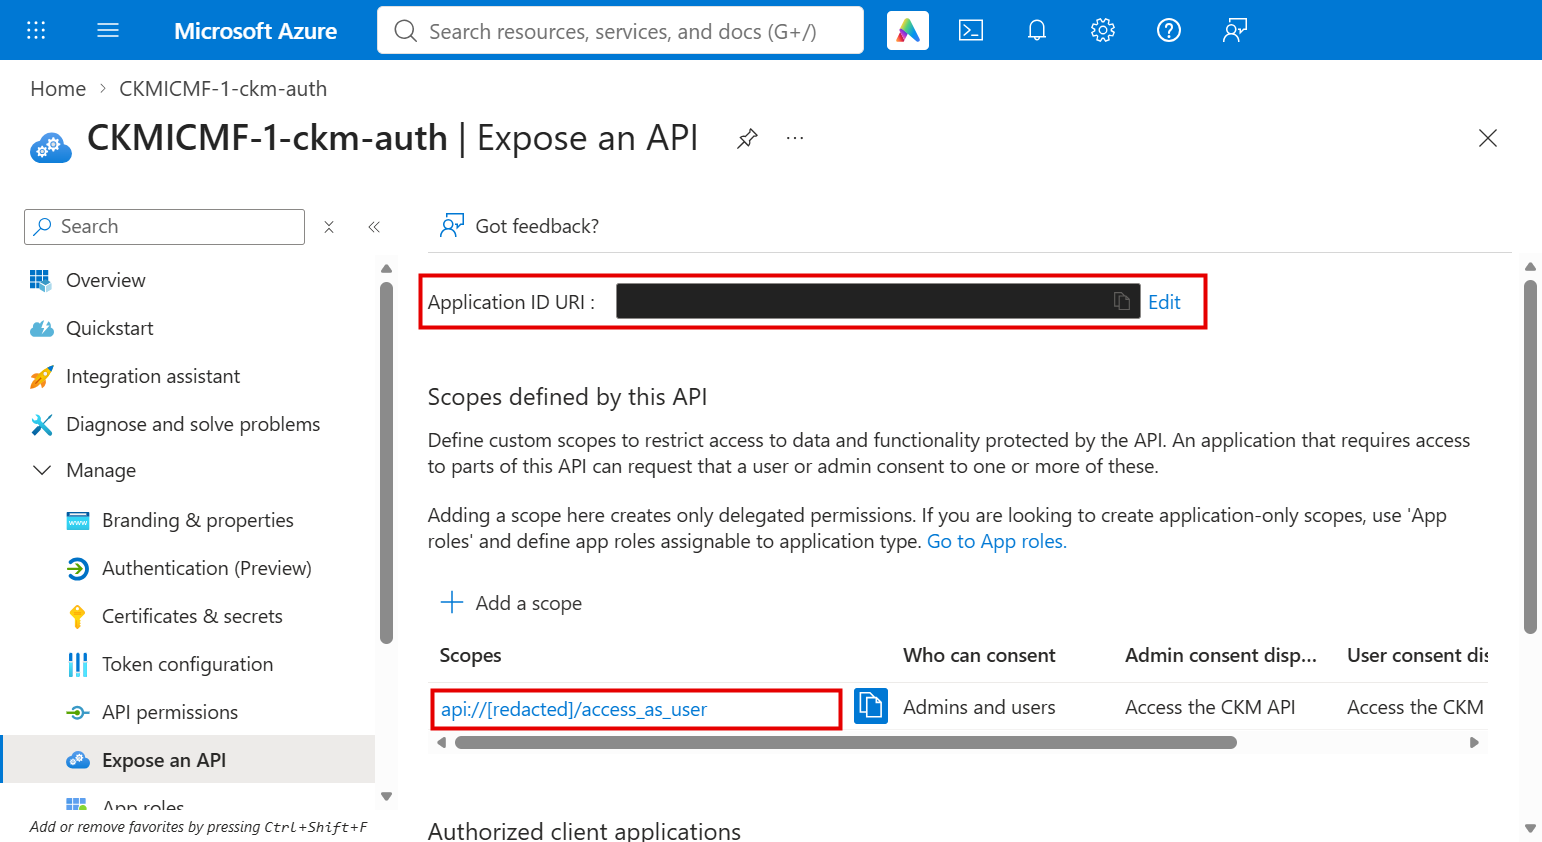 Microsoft Azure
Search resources, services, and docs (G+/)
Home > CKMICMF-1-ckm-auth
CKMICMF-1-ckm-auth | Expose an API
Search
Got feedback?
Overview
Quickstart
Integration assistant
Diagnose and solve problems
Manage
Branding & properties
Authentication (Preview)
Certificates & secrets
Token configuration
API permissions
Expose an API
App roles
Add or remove favorites by pressing Ctrl+Shift+F
Application ID URI :
Edit
Scopes defined by this API
Define custom scopes to restrict access to data and functionality protected by the API. An application that requires access
to parts of this API can request that a user or admin consent to one or more of these.
Adding a scope here creates only delegated permissions. If you are looking to create application-only scopes, use 'App
roles' and define app roles assignable to application type. Go to App roles.
Add a scope
Scopes Who can consent Admin consent disp... User consent dis
api://[redacted]/access_as_user Admins and users Access the CKM API Access the CKM
Authorized client applications